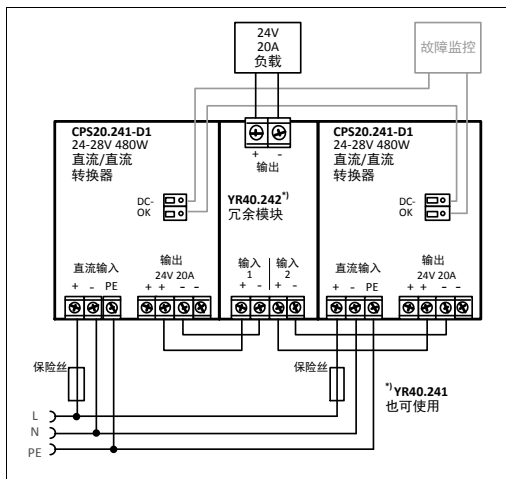 24V
20A
负载
故障监控
CPS20.241-D1
24-28V 480W
直流/直流
转换器
DC-
OK
直流输入
+ - PE
输出
24V 20A
+ + - -
+ -
输出
YR40.242*)
冗余模块
输入
1
输入
2
+ - + -
CPS20.241-D1
24-28V 480W
直流/直流
转换器
DC-
OK
直流输入
+ - PE
输出
24V 20A
+ + - -
保险丝
保险丝
*) YR40.241
也可使用
L
N
PE